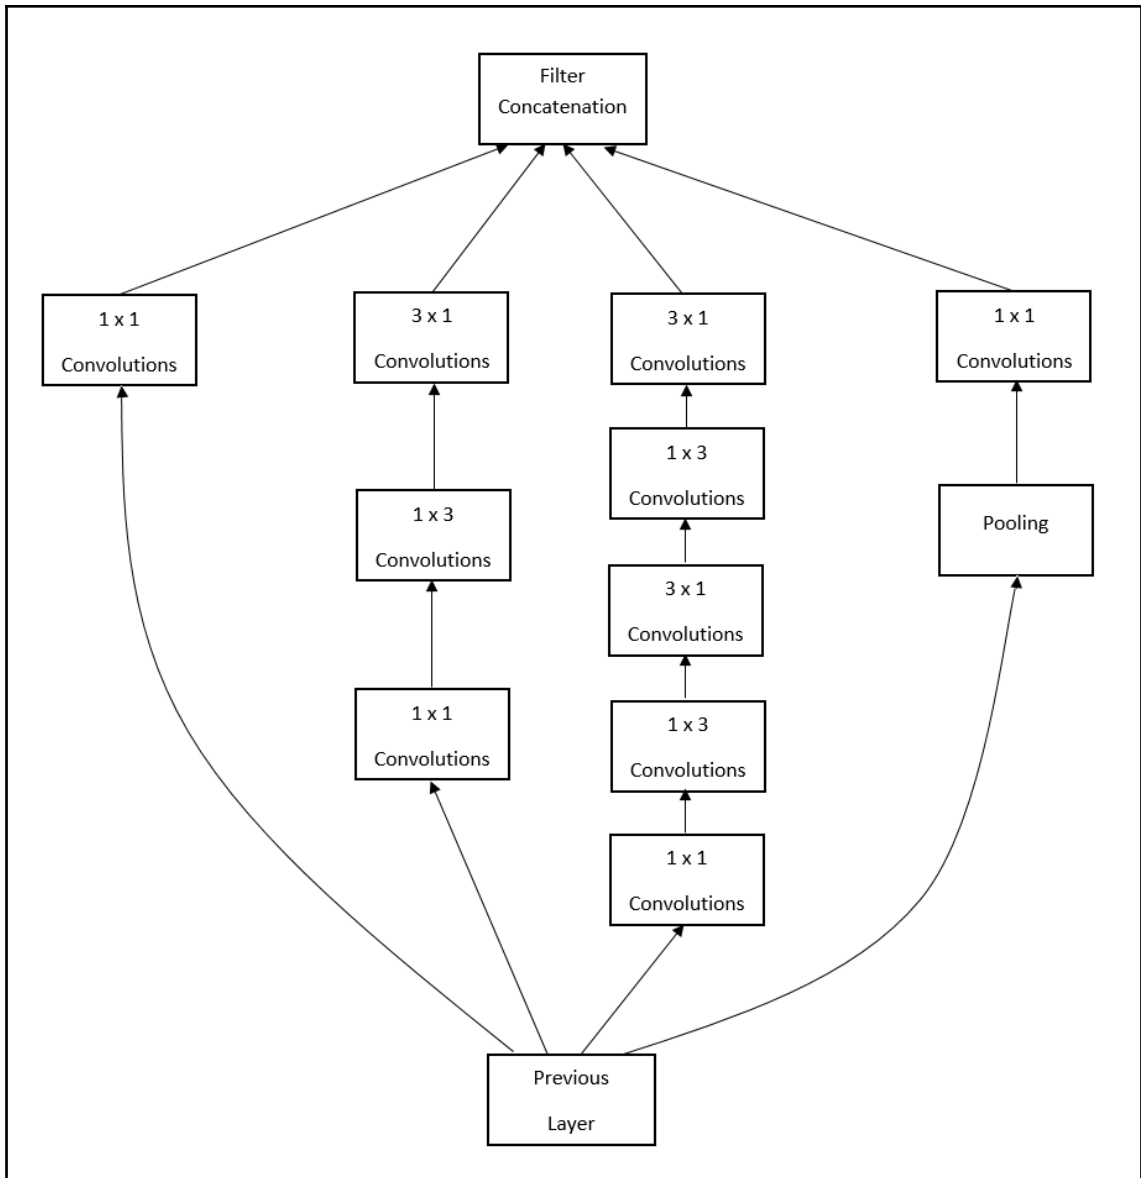 Filter
Concatenation
1 x 1
Convolutions
3 x 1
Convolutions
3 x 1
Convolutions
1 x 1
Convolutions
1 x 3
Convolutions
1 x 3
Convolutions
Pooling
3 x 1
Convolutions
1 x 1
Convolutions
1 x 3
Convolutions
1 x 1
Convolutions
Previous
Layer